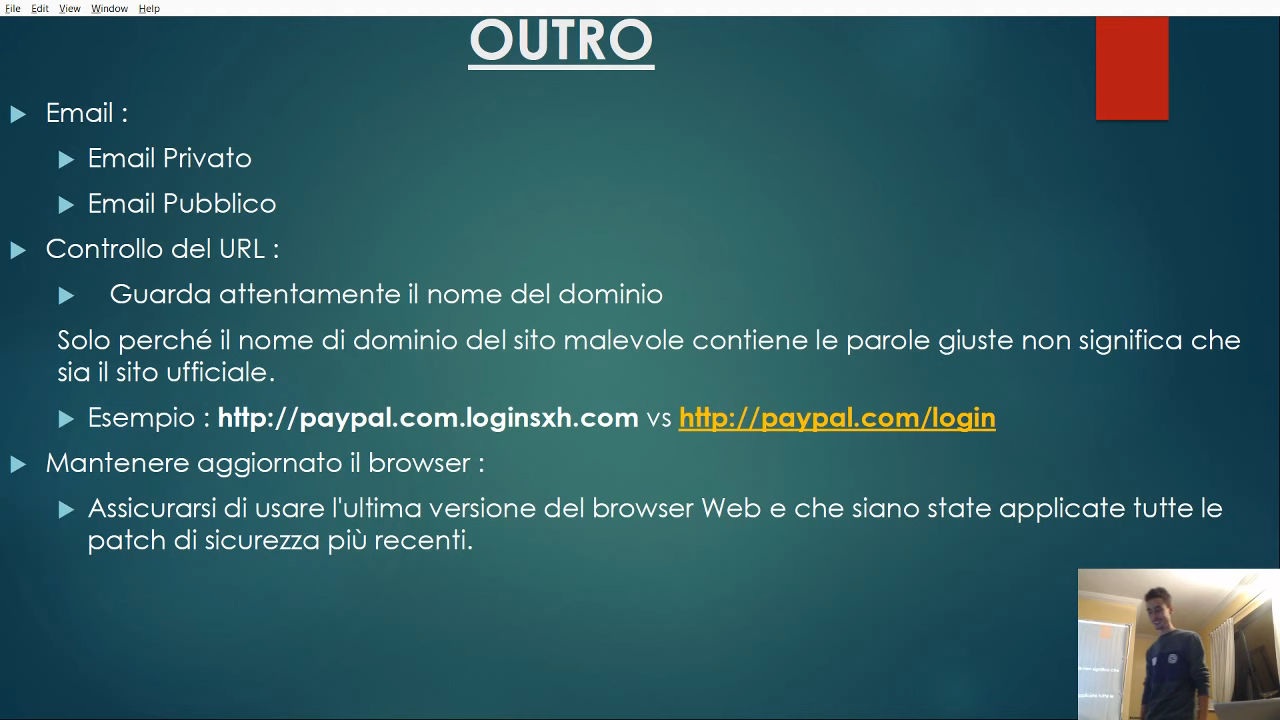 File Edit View Window Help
OUTRO
Email :
Email Privato
Email Pubblico
Controllo del URL :
Guarda attentamente il nome del dominio
Solo perché il nome di dominio del sito malevole contiene le parole giuste non significa che
sia il sito ufficiale.
Esempio : http://paypal.com.loginsxh.com vs http://paypal.com/login
Mantenere aggiornato il browser :
Assicurarsi di usare l'ultima versione del browser Web e che siano state applicate tutte le
patch di sicurezza più recenti.